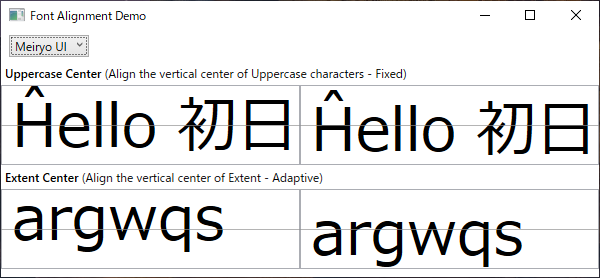 Font Alignment Demo
Meiryo UI
Uppercase Center (Align the vertical center of Uppercase characters - Fixed)
Ĥello 初日 Ĥello 初日
Extent Center (Align the vertical center of Extent - Adaptive)
argwqs argwqs